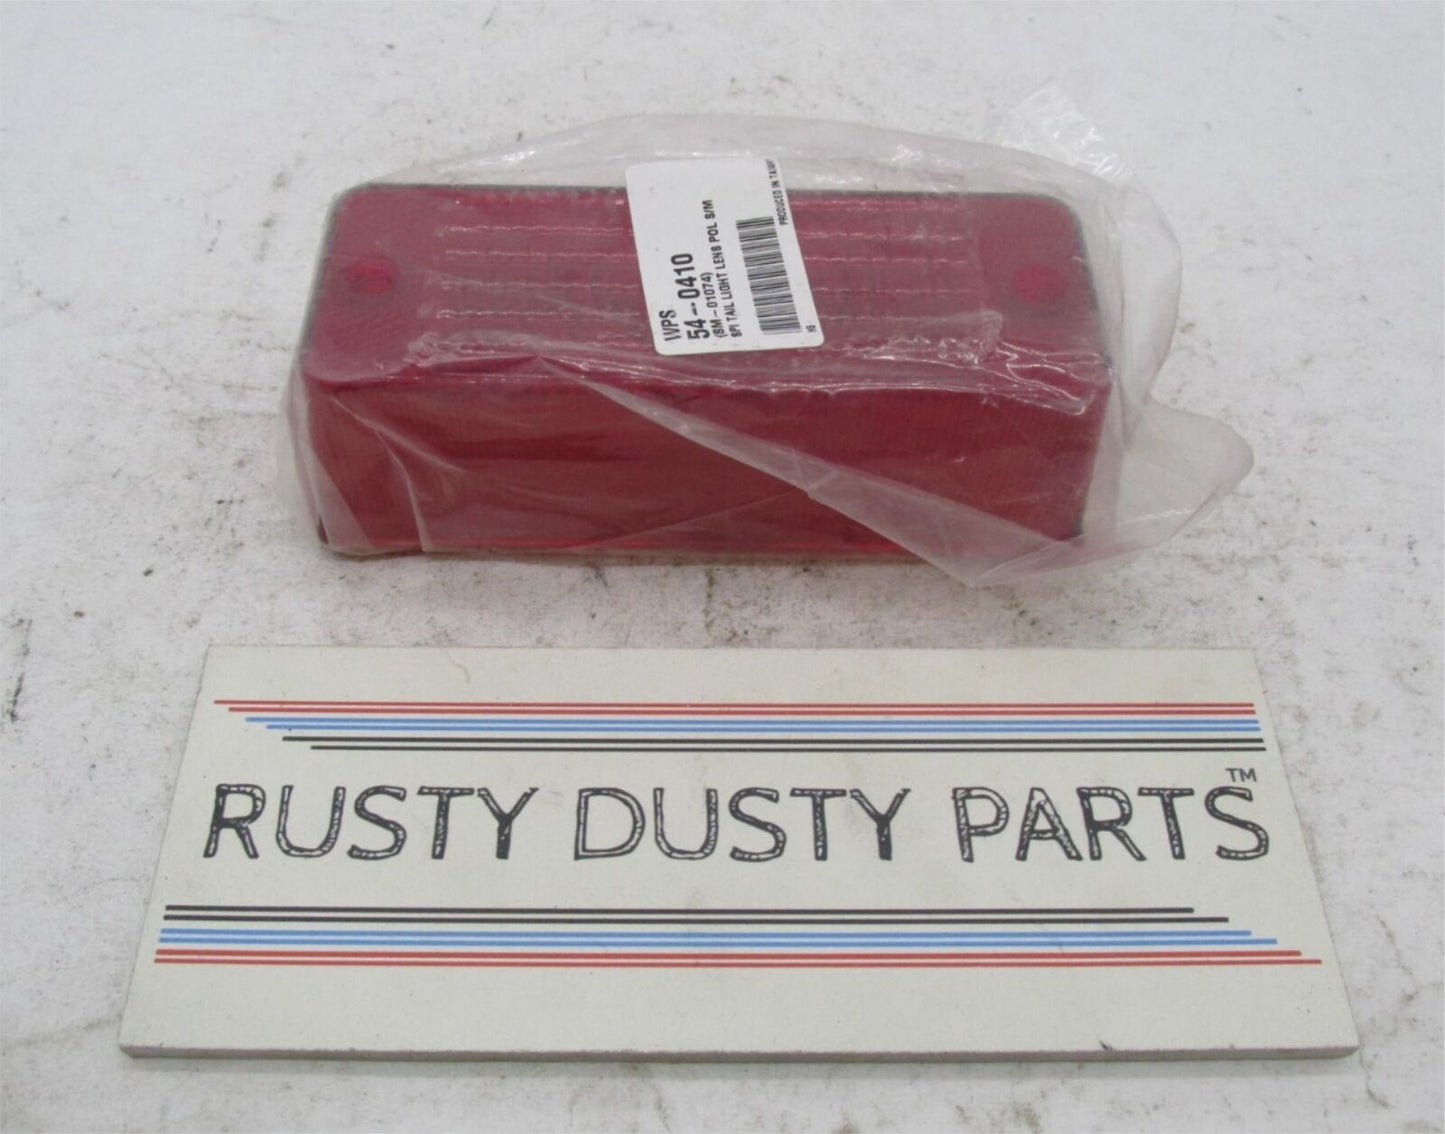 WPS
54-0410
(SM-01074)
SPI TAIL LIGHT LENS POL S/M
PRODUCED IN TAIWAN
RUSTY DUSTY PARTS™